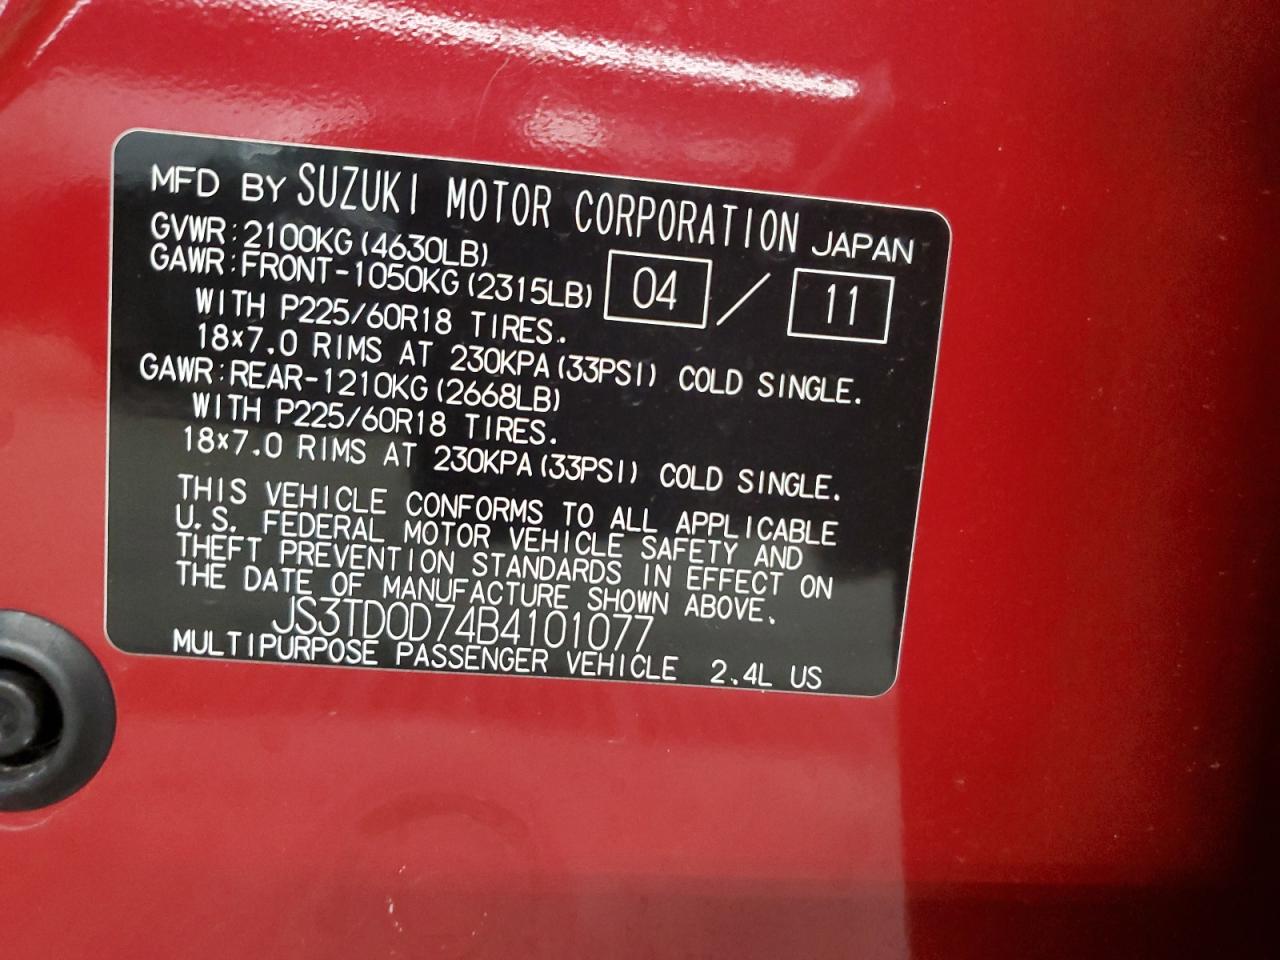 MFD BY SUZUKI MOTOR CORPORATION JAPAN
GVWR:2100KG(4630LB)
GAWR:FRONT-1050KG(2315LB) 04 / 11
WITH P225/60R18 TIRES.
18×7.0 RIMS AT 230KPA(33PSI) COLD SINGLE.
GAWR:REAR-1210KG(2668LB)
WITH P225/60R18 TIRES.
18×7.0 RIMS AT 230KPA(33PSI) COLD SINGLE.
THIS VEHICLE CONFORMS TO ALL APPLICABLE
U.S. FEDERAL MOTOR VEHICLE SAFETY AND
THEFT PREVENTION STANDARDS IN EFFECT ON
THE DATE OF MANUFACTURE SHOWN ABOVE.
JS3TD0D74B4101077
MULTIPURPOSE PASSENGER VEHICLE 2.4L US